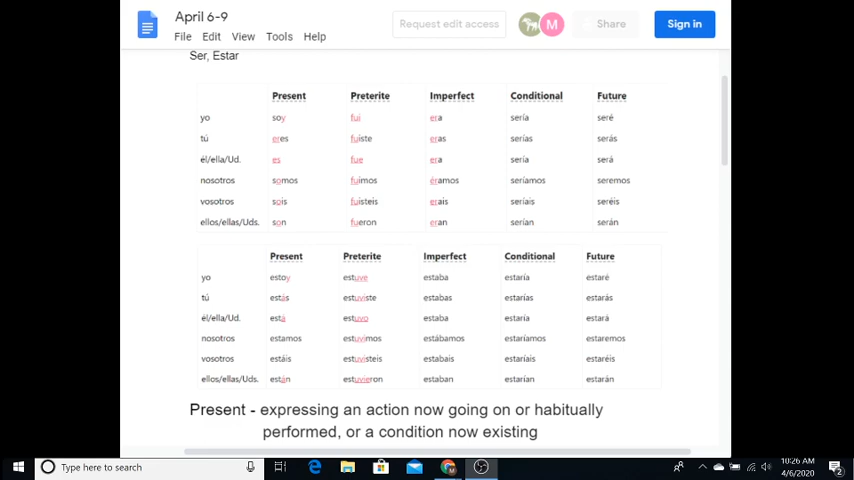 April 6-9
File Edit View Tools Help
Request edit access
M
Share
Sign in
Ser, Estar
Present Preterite Imperfect Conditional Future
yo soy fui era sería seré
tú eres fuiste eras serías serás
él/ella/Ud. es fue era sería será
nosotros somos fuimos éramos seríamos seremos
vosotros sois fuisteis erais seríais seréis
ellos/ellas/Uds. son fueron eran serían serán
Present Preterite Imperfect Conditional Future
yo estoy estuve estaba estaría estaré
tú estás estuviste estabas estarías estarás
él/ella/Ud. está estuvo estaba estaría estará
nosotros estamos estuvimos estábamos estaríamos estaremos
vosotros estáis estuvisteis estabais estaríais estaréis
ellos/ellas/Uds. están estuvieron estaban estarían estarán
Present - expressing an action now going on or habitually
performed, or a condition now existing
Type here to search
10:26 AM
4/6/2020
2